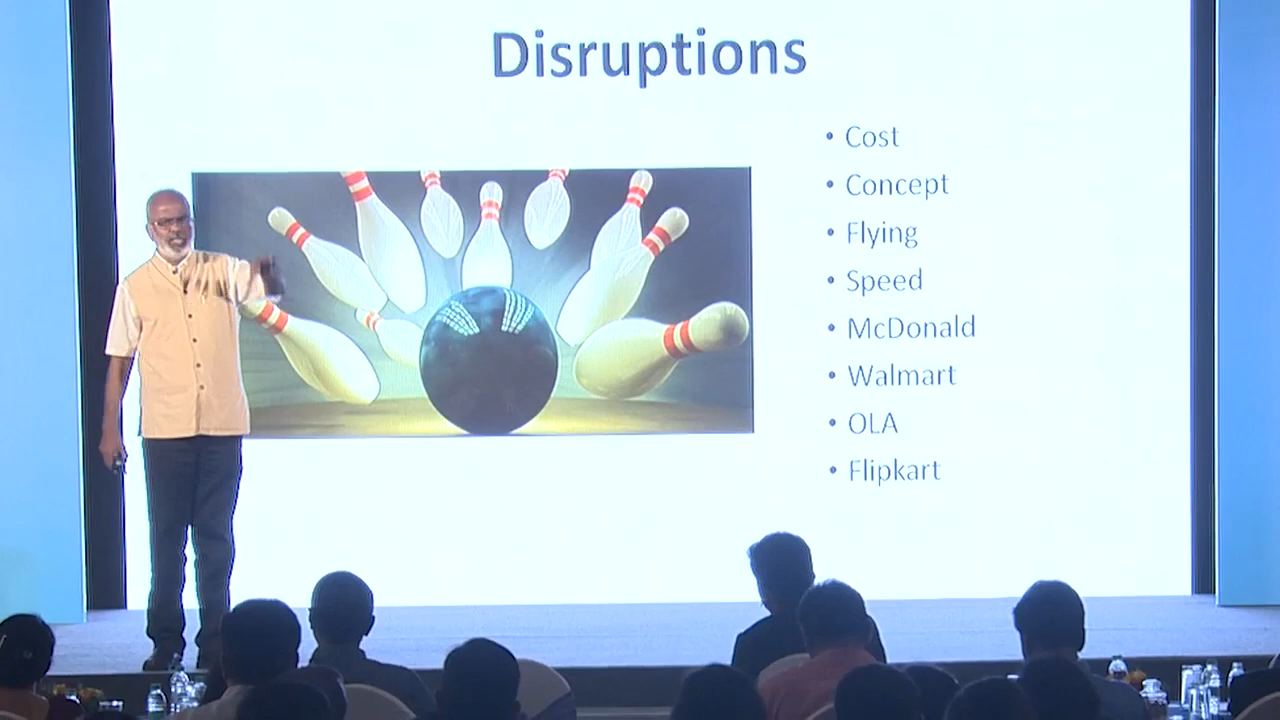 Disruptions
• Cost
• Concept
• Flying
• Speed
• McDonald
• Walmart
• OLA
• Flipkart